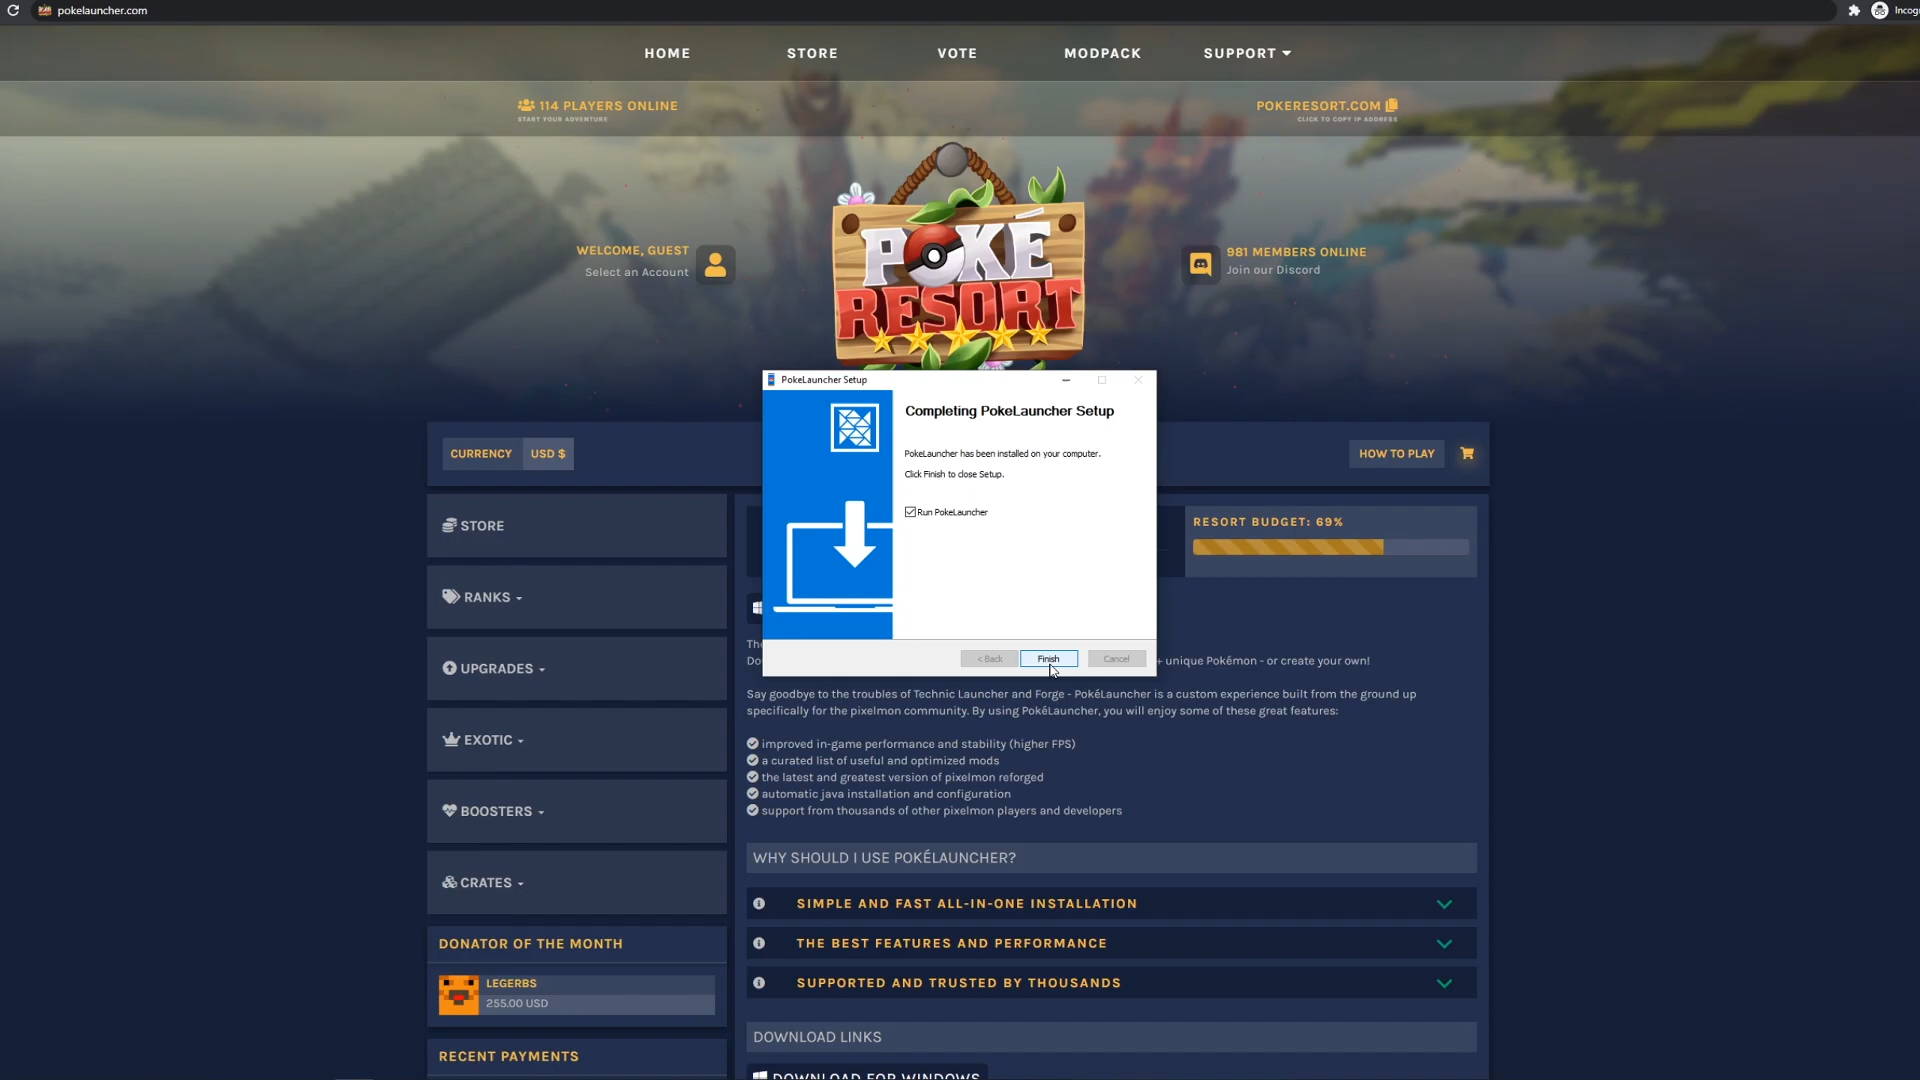 pokelauncher.com
Incog
HOME
STORE
VOTE
MODPACK
SUPPORT
114 PLAYERS ONLINE
START YOUR ADVENTURE
POKERESORT.COM
CLICK TO COPY IP ADDRESS
POKÉ
RESORT
WELCOME, GUEST
Select an Account
981 MEMBERS ONLINE
Join our Discord
PokeLauncher Setup
Completing PokeLauncher Setup
PokeLauncher has been installed on your computer.
Click Finish to close Setup.
Run PokeLauncher
< Back
Finish
Cancel
CURRENCY
USD $
HOW TO PLAY
STORE
RANKS
UPGRADES
EXOTIC
BOOSTERS
CRATES
DONATOR OF THE MONTH
LEGERBS
255.00 USD
RECENT PAYMENTS
RESORT BUDGET: 69%
+ unique Pokémon - or create your own!
Say goodbye to the troubles of Technic Launcher and Forge - PokéLauncher is a custom experience built from the ground up
specifically for the pixelmon community. By using PokéLauncher, you will enjoy some of these great features:
improved in-game performance and stability (higher FPS)
a curated list of useful and optimized mods
the latest and greatest version of pixelmon reforged
automatic java installation and configuration
support from thousands of other pixelmon players and developers
WHY SHOULD I USE POKÉLAUNCHER?
SIMPLE AND FAST ALL-IN-ONE INSTALLATION
THE BEST FEATURES AND PERFORMANCE
SUPPORTED AND TRUSTED BY THOUSANDS
DOWNLOAD LINKS
DOWNLOAD FOR WINDOWS